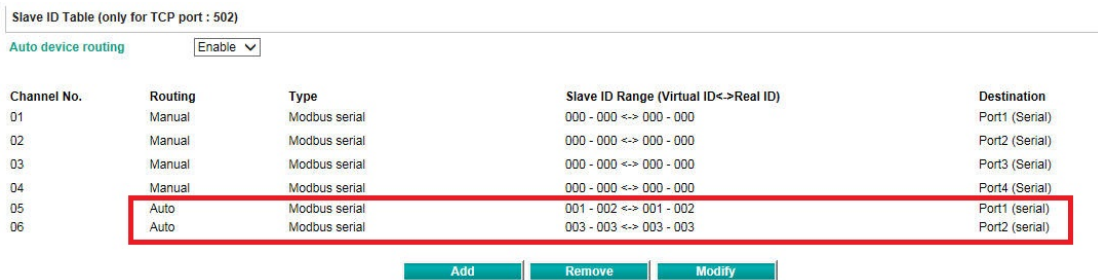 Slave ID Table (only for TCP port : 502)
Auto device routing Enable
Channel No. Routing Type Slave ID Range (Virtual ID<->Real ID) Destination
01 Manual Modbus serial 000 - 000 <-> 000 - 000 Port1 (Serial)
02 Manual Modbus serial 000 - 000 <-> 000 - 000 Port2 (Serial)
03 Manual Modbus serial 000 - 000 <-> 000 - 000 Port3 (Serial)
04 Manual Modbus serial 000 - 000 <-> 000 - 000 Port4 (Serial)
05 Auto Modbus serial 001 - 002 <-> 001 - 002 Port1 (serial)
06 Auto Modbus serial 003 - 003 <-> 003 - 003 Port2 (serial)
Add Remove Modify